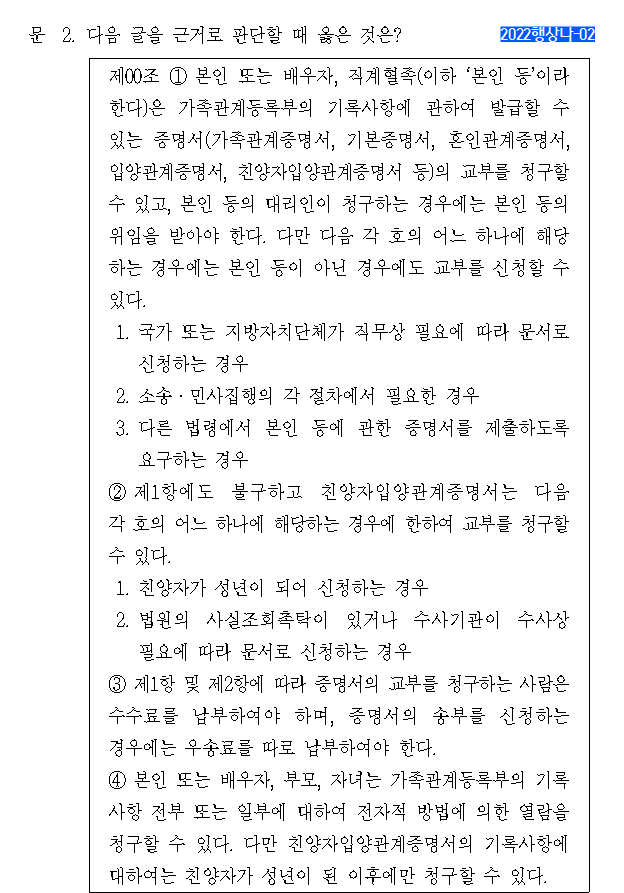 문 2. 다음 글을 근거로 판단할 때 옳은 것은? 2022행상나-02
제00조 ① 본인 또는 배우자, 직계혈족(이하 '본인 등'이라
한다)은 가족관계등록부의 기록사항에 관하여 발급할 수
있는 증명서(가족관계증명서, 기본증명서, 혼인관계증명서,
입양관계증명서, 친양자입양관계증명서 등)의 교부를 청구할
수 있고, 본인 등의 대리인이 청구하는 경우에는 본인 등의
위임을 받아야 한다. 다만 다음 각 호의 어느 하나에 해당
하는 경우에는 본인 등이 아닌 경우에도 교부를 신청할 수
있다.
1. 국가 또는 지방자치단체가 직무상 필요에 따라 문서로
신청하는 경우
2. 소송·민사집행의 각 절차에서 필요한 경우
3. 다른 법령에서 본인 등에 관한 증명서를 제출하도록
요구하는 경우
② 제1항에도 불구하고 친양자입양관계증명서는 다음
각 호의 어느 하나에 해당하는 경우에 한하여 교부를 청구할
수 있다.
1. 친양자가 성년이 되어 신청하는 경우
2. 법원의 사실조회촉탁이 있거나 수사기관이 수사상
필요에 따라 문서로 신청하는 경우
③ 제1항 및 제2항에 따라 증명서의 교부를 청구하는 사람은
수수료를 납부하여야 하며, 증명서의 송부를 신청하는
경우에는 우송료를 따로 납부하여야 한다.
④ 본인 또는 배우자, 부모, 자녀는 가족관계등록부의 기록
사항 전부 또는 일부에 대하여 전자적 방법에 의한 열람을
청구할 수 있다. 다만 친양자입양관계증명서의 기록사항에
대하여는 친양자가 성년이 된 이후에만 청구할 수 있다.